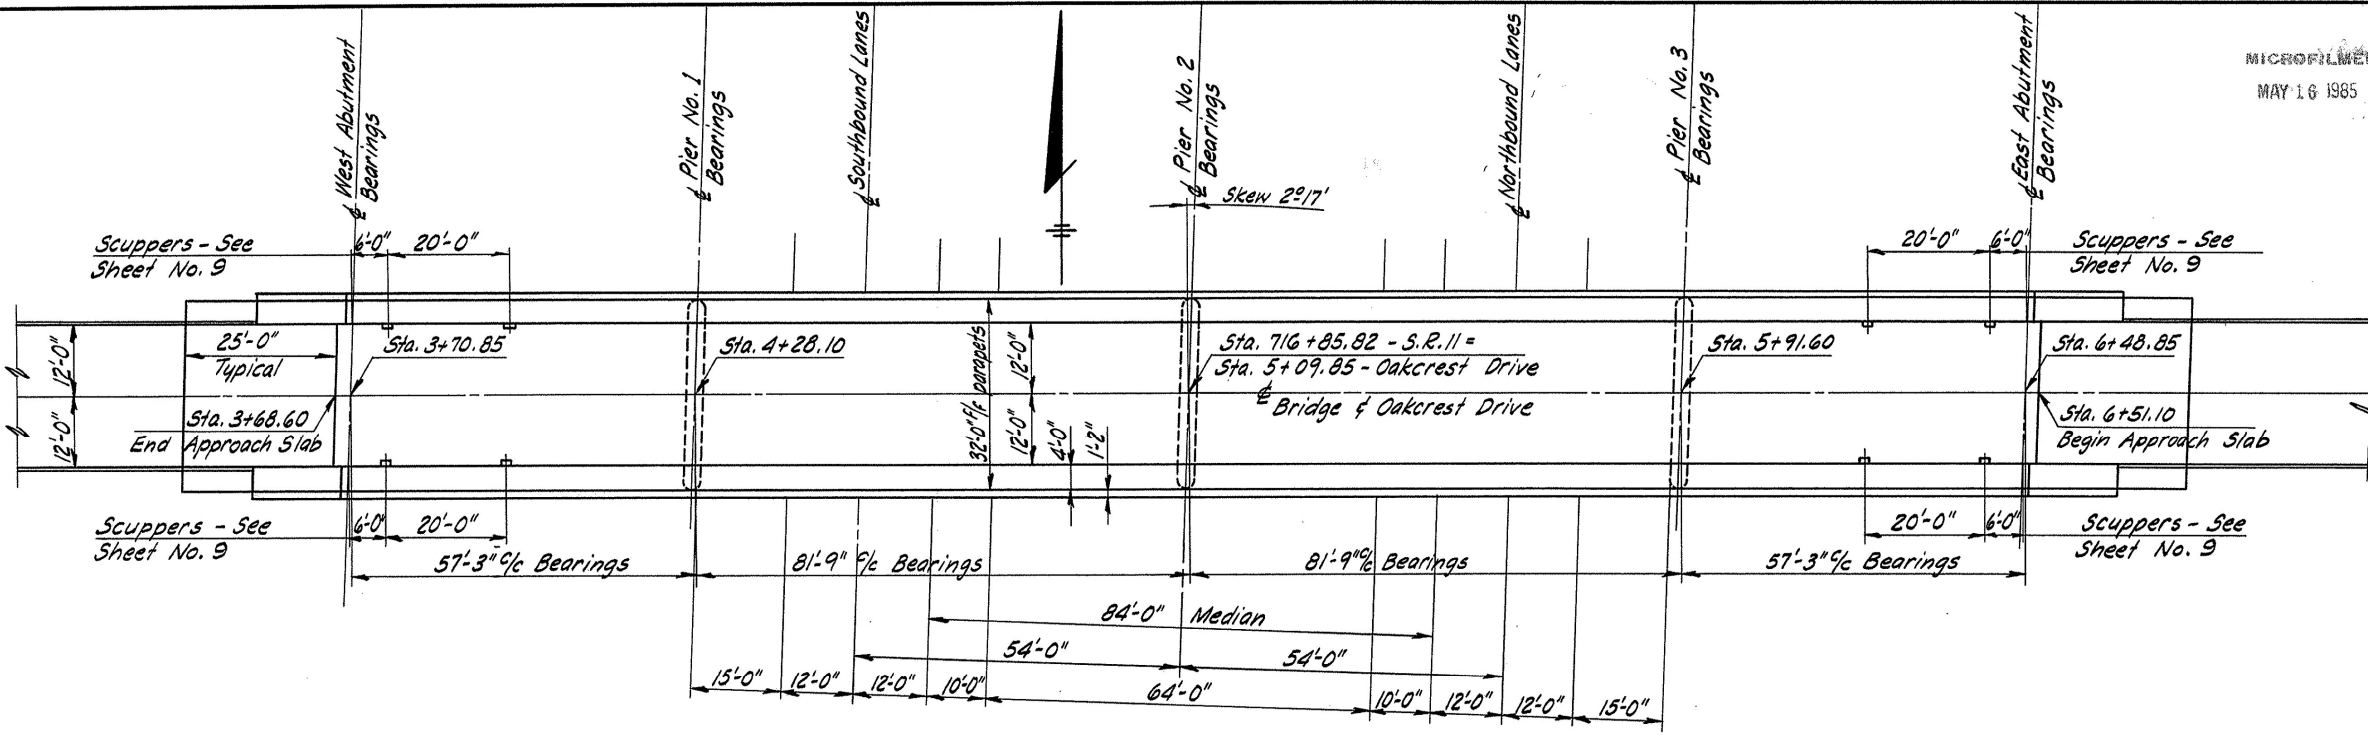 MICROFILMED
MAY 16 1985
℄ West Abutment
Bearings
℄ Pier No. 1
Bearings
℄ Southbound Lanes
℄ Pier No. 2
Bearings
℄ Northbound Lanes
℄ Pier No. 3
Bearings
℄ East Abutment
Bearings
Skew 2°17'
Scuppers - See
Sheet No. 9
6'-0"
20'-0"
20'-0"
6'-0"
Scuppers - See
Sheet No. 9
12'-0"
12'-0"
25'-0"
Typical
Sta. 3+70.85
Sta. 3+68.60
End Approach Slab
Sta. 4+28.10
32'-0" F/F parapets
12'-0"
12'-0"
4'-0"
1'-2"
Sta. 716+85.82 - S.R.11 =
Sta. 5+09.85 - Oakcrest Drive
℄ Bridge & Oakcrest Drive
Sta. 5+91.60
Sta. 6+48.85
Sta. 6+51.10
Begin Approach Slab
Scuppers - See
Sheet No. 9
6'-0"
20'-0"
20'-0"
6'-0"
Scuppers - See
Sheet No. 9
57'-3" c/c Bearings
81'-9" c/c Bearings
81'-9" c/c Bearings
57'-3" c/c Bearings
84'-0" Median
54'-0"
54'-0"
15'-0"
12'-0"
12'-0"
10'-0"
64'-0"
10'-0"
12'-0"
12'-0"
15'-0"